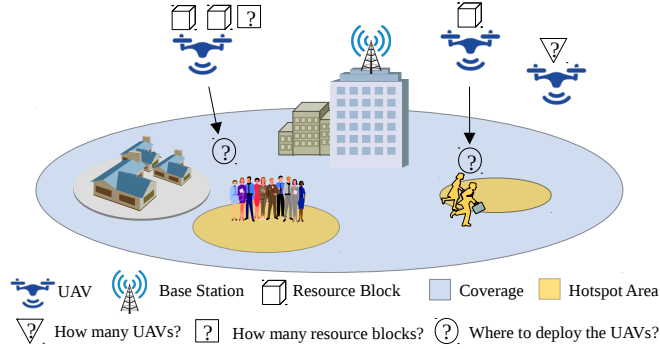 ?
?
?
?
UAV Base Station Resource Block Coverage Hotspot Area
? How many UAVs? ? How many resource blocks? ? Where to deploy the UAVs?